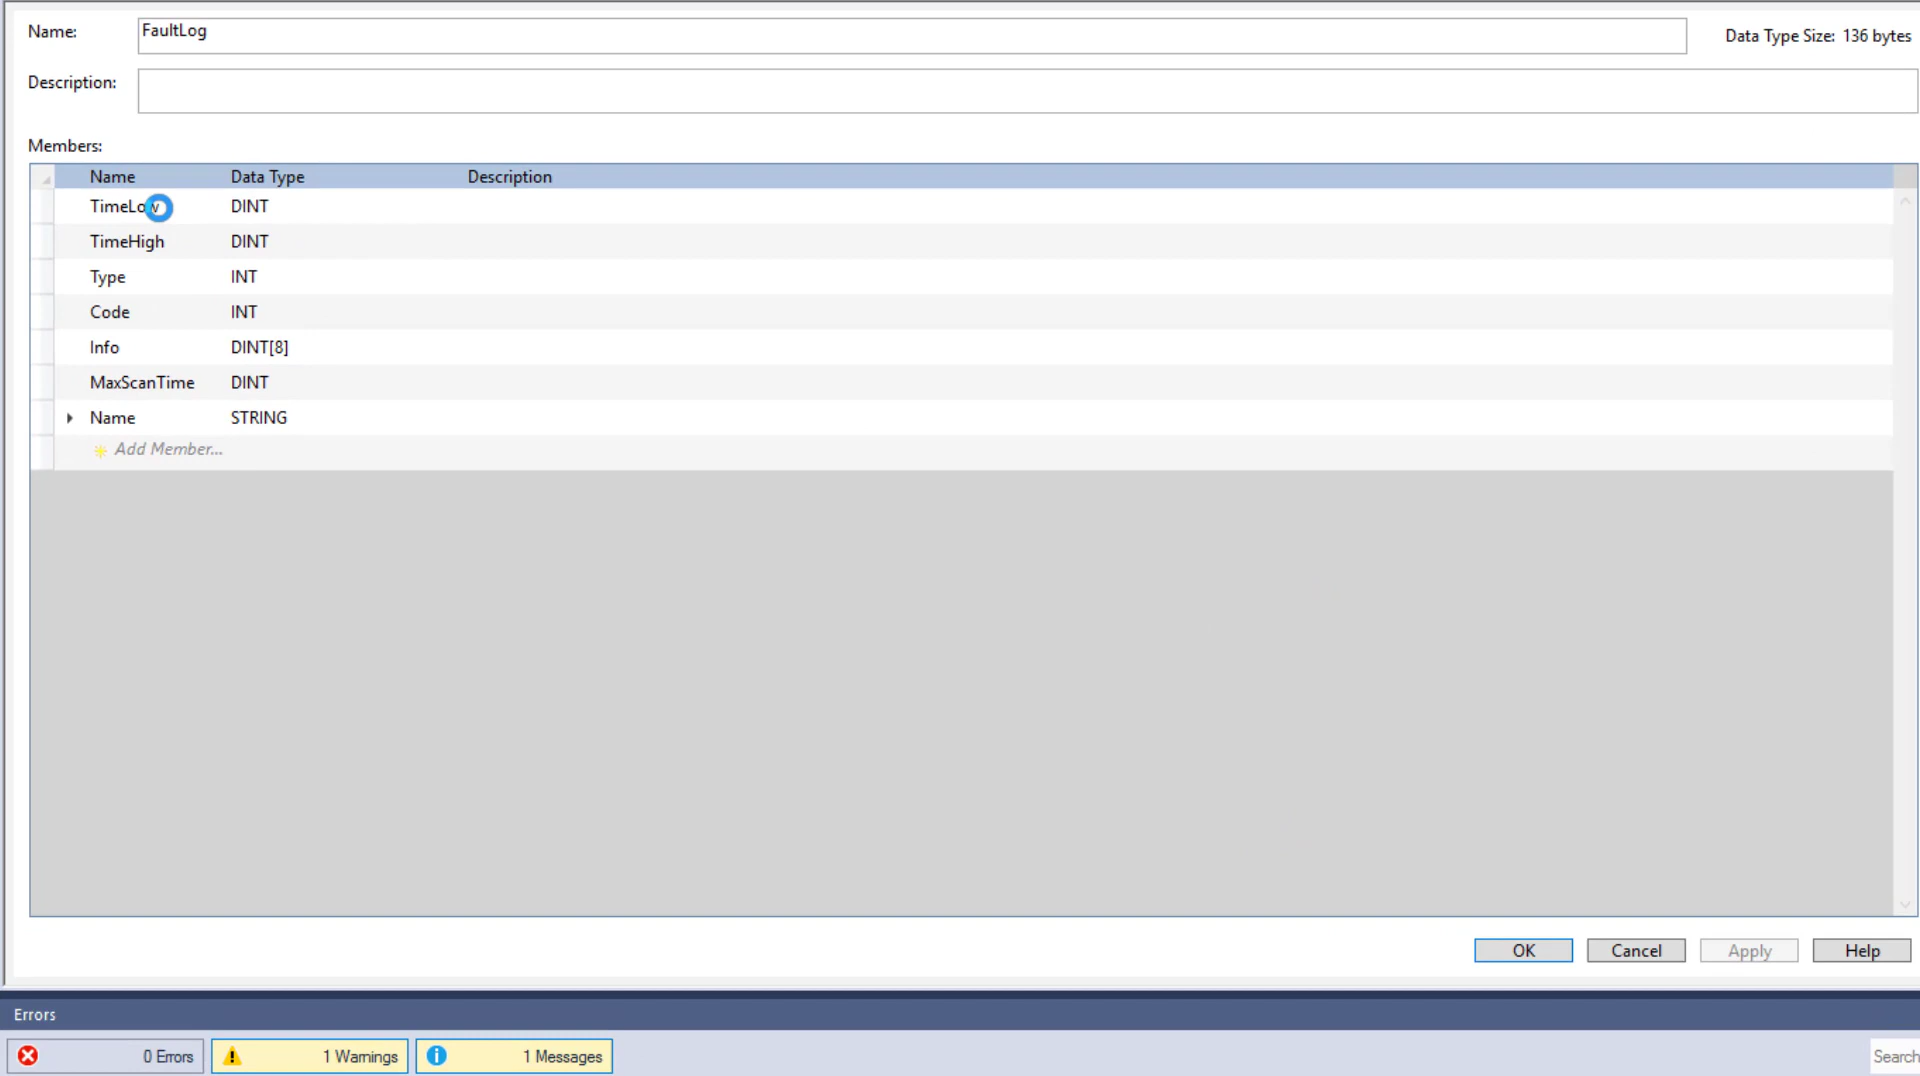 Name: FaultLog Data Type Size: 136 bytes
Description:
Members:
Name Data Type Description
TimeLow DINT
TimeHigh DINT
Type INT
Code INT
Info DINT[8]
MaxScanTime DINT
Name STRING
Add Member...
OK Cancel Apply Help
Errors
0 Errors 1 Warnings 1 Messages Search